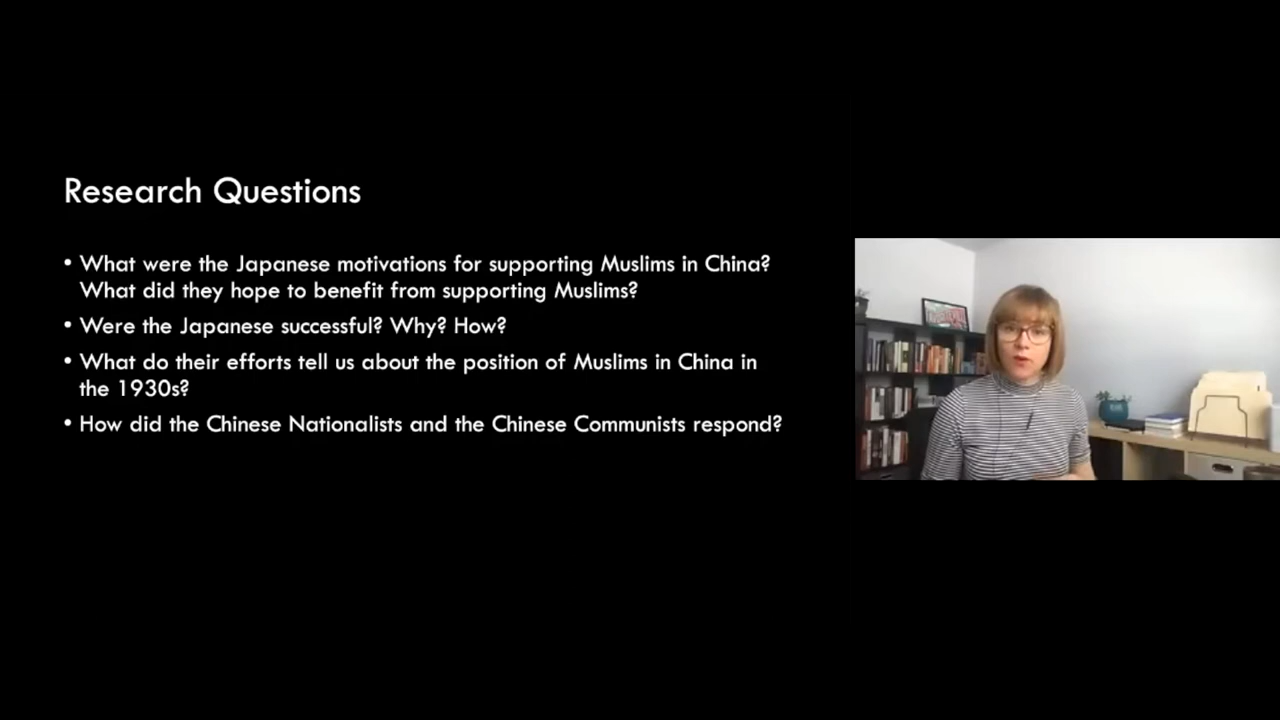 Research Questions
• What were the Japanese motivations for supporting Muslims in China?
What did they hope to benefit from supporting Muslims?
• Were the Japanese successful? Why? How?
• What do their efforts tell us about the position of Muslims in China in
the 1930s?
• How did the Chinese Nationalists and the Chinese Communists respond?